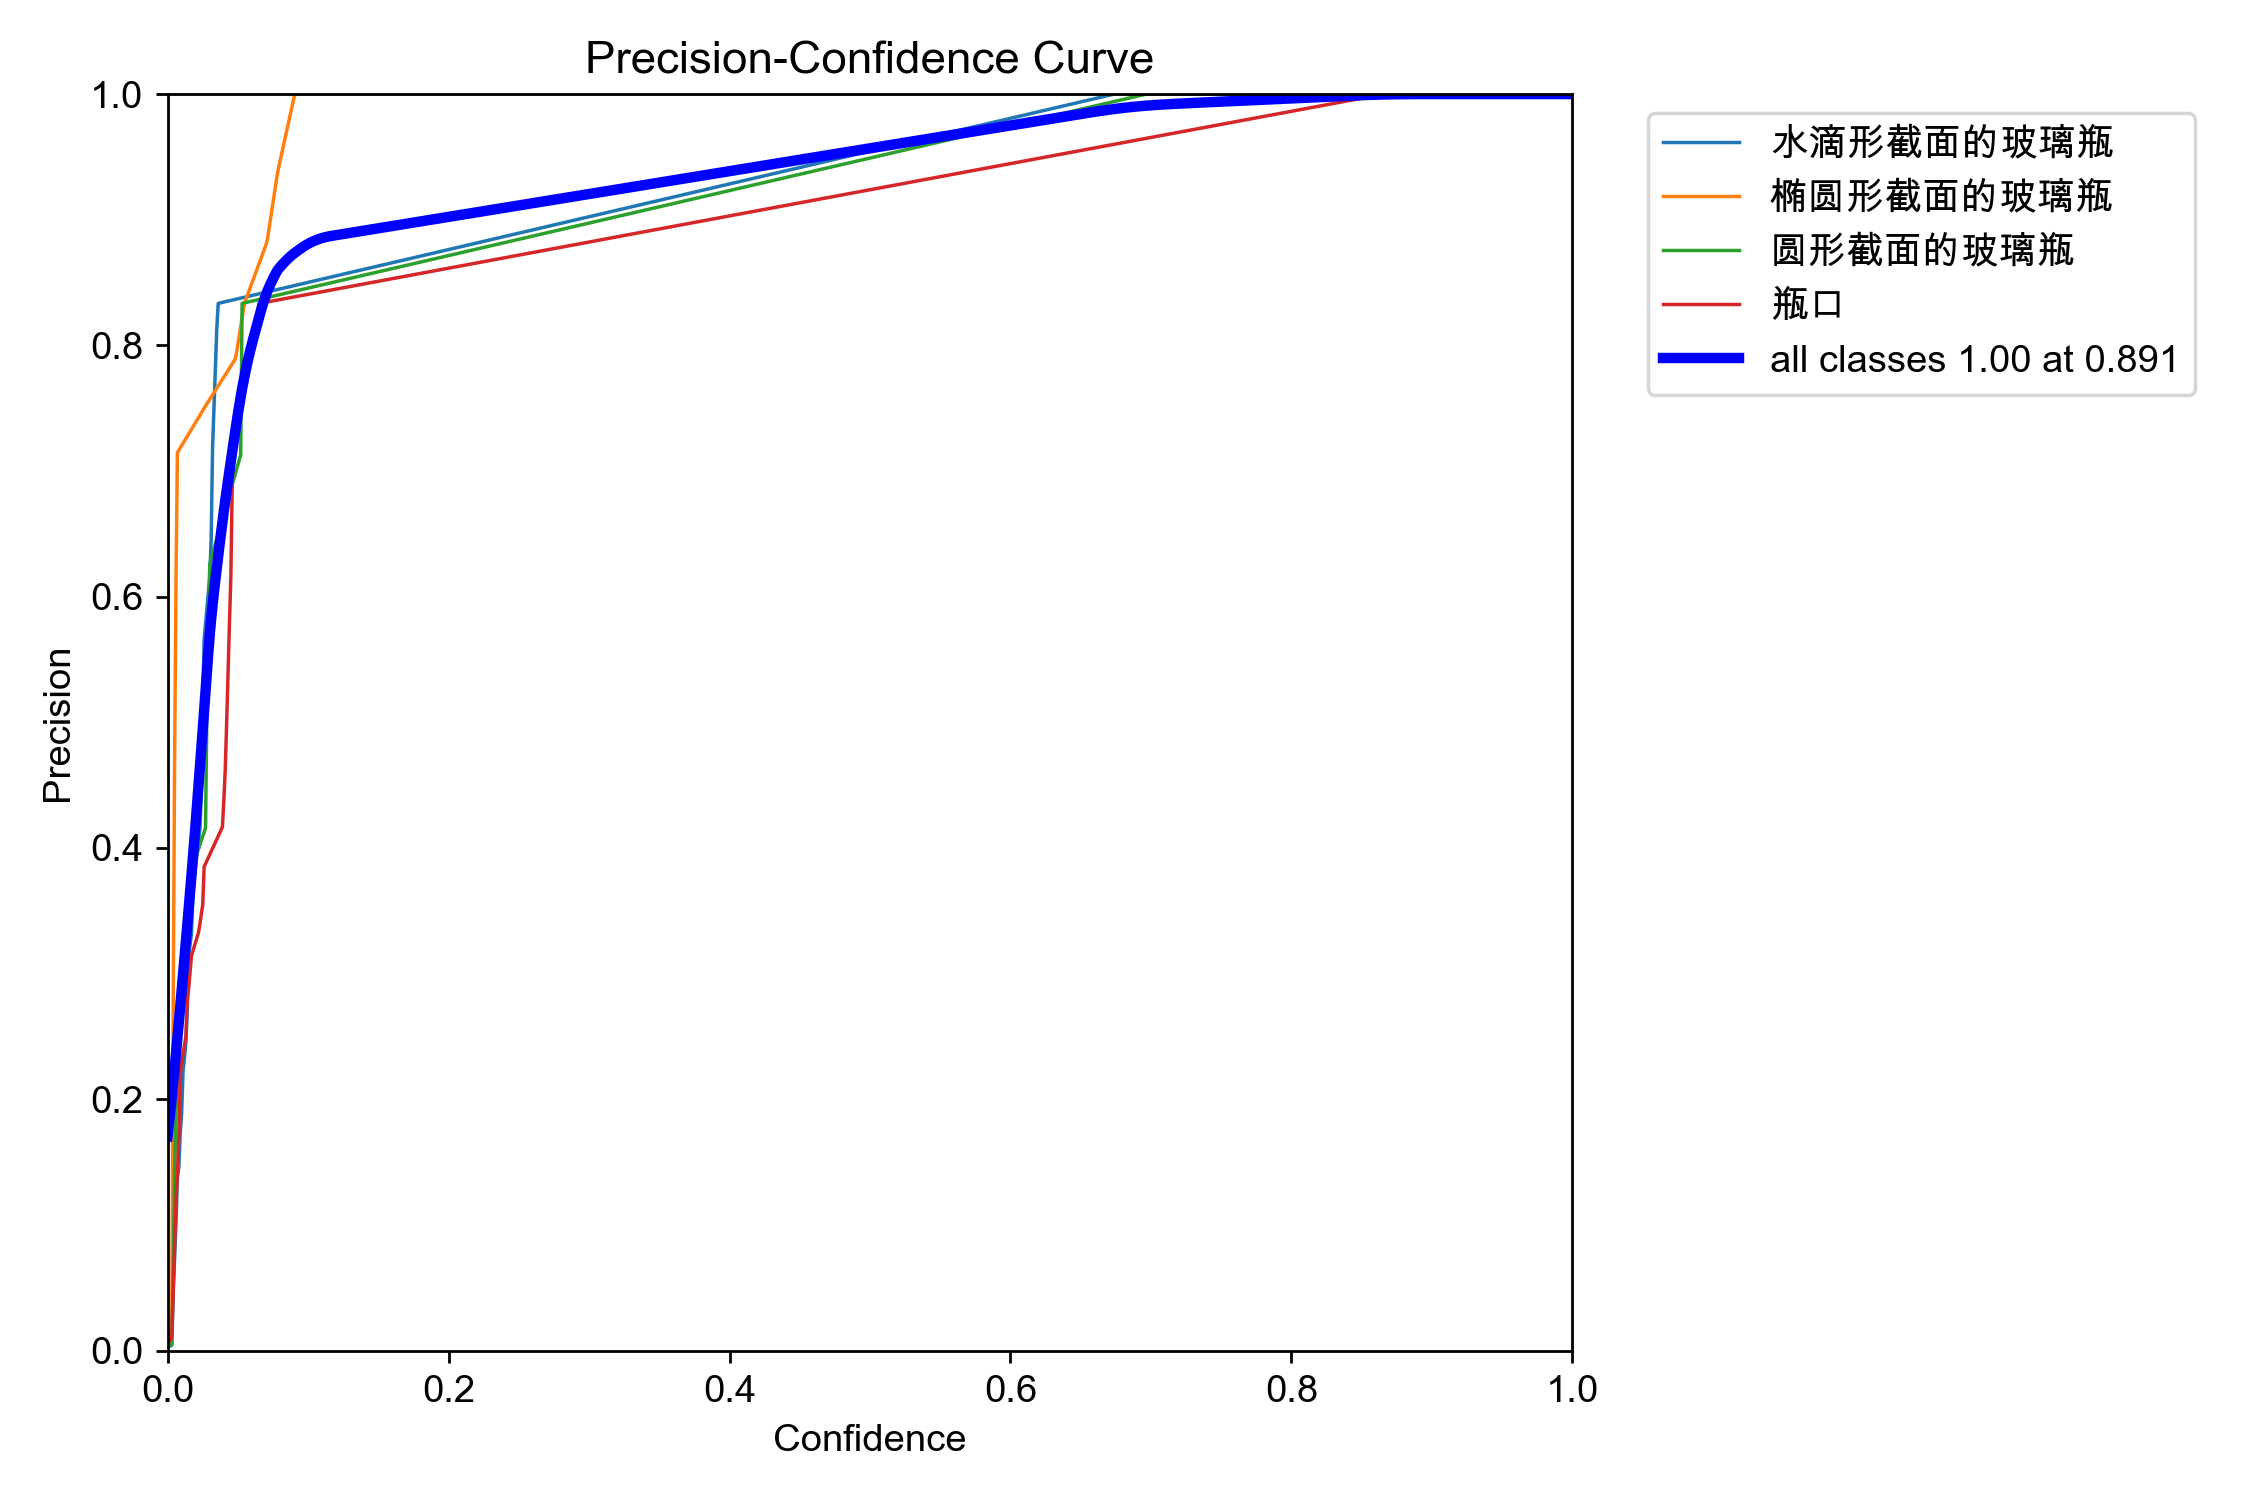 Precision-Confidence Curve
1.0
0.8
0.6
0.4
0.2
0.0
Precision
0.0 0.2 0.4 0.6 0.8 1.0
Confidence
水滴形截面的玻璃瓶
椭圆形截面的玻璃瓶
圆形截面的玻璃瓶
瓶口
all classes 1.00 at 0.891